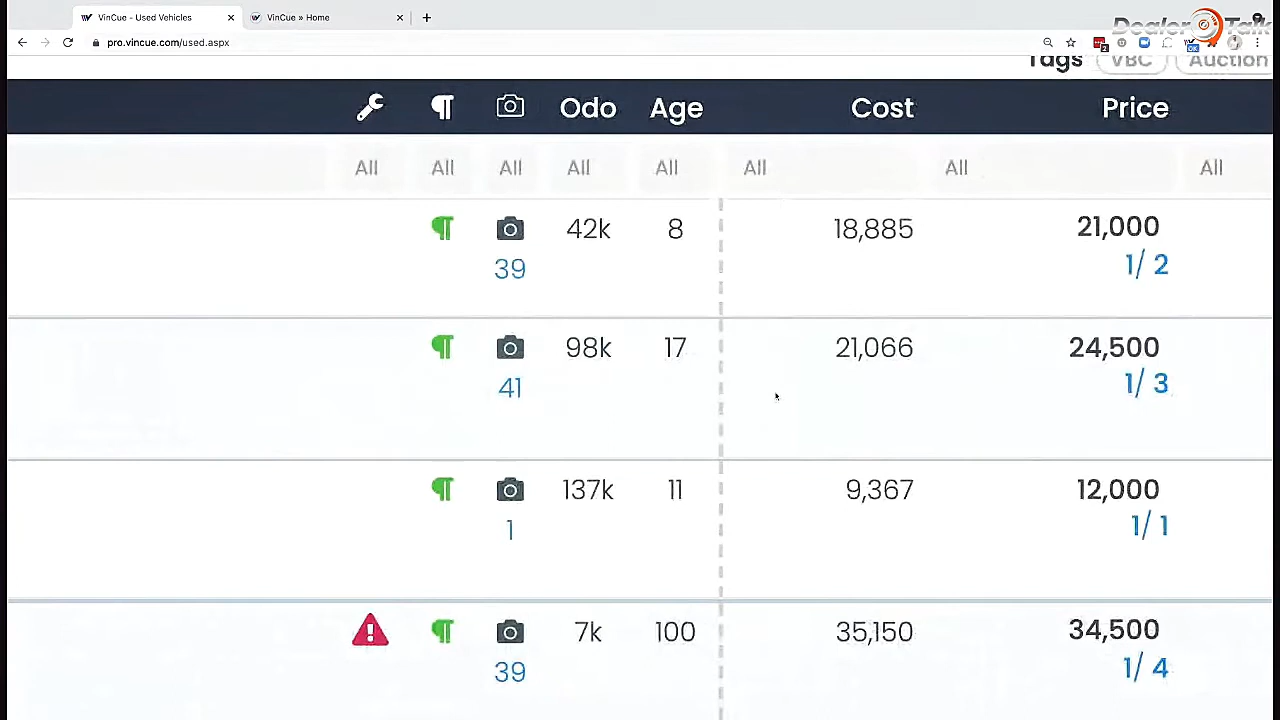 VinCue - Used Vehicles
VinCue » Home
Dealer Talk
pro.vincue.com/used.aspx
Tags VBC Auction
Odo Age Cost Price
All All All All All All All All
42k 8 18,885 21,000
39 1/ 2
98k 17 21,066 24,500
41 1/ 3
137k 11 9,367 12,000
1 1/ 1
7k 100 35,150 34,500
39 1/ 4